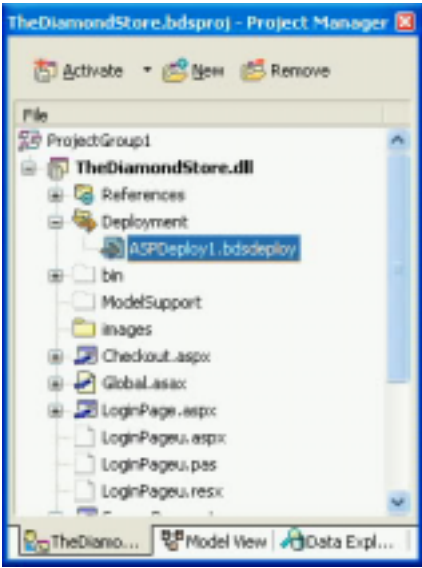 TheDiamondStore.bdsproj - Project Manager
Activate New Remove
File
ProjectGroup1
TheDiamondStore.dll
References
Deployment
ASPDeploy1.bdsdeploy
bin
ModelSupport
images
Checkout.aspx
Global.asax
LoginPage.aspx
LoginPageu.aspx
LoginPageu.pas
LoginPageu.resx
TheDiamo... Model View Data Expl...